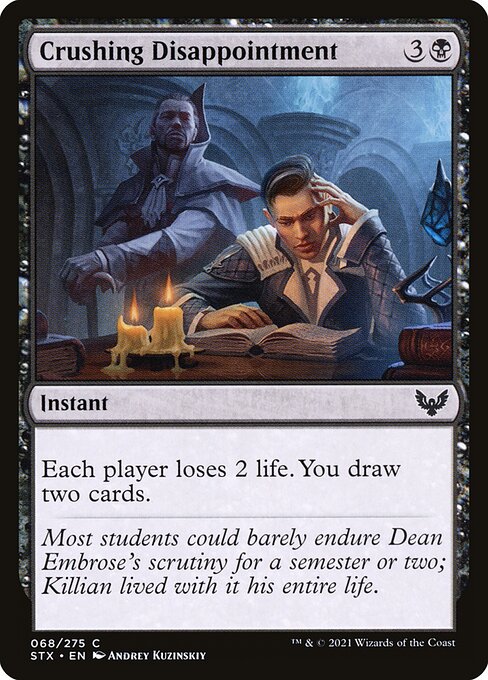 Crushing Disappointment 3
Instant
Each player loses 2 life. You draw
two cards.
Most students could barely endure Dean
Embrose's scrutiny for a semester or two;
Killian lived with it his entire life.
068/275 C
STX • EN Andrey Kuzinskiy
™ & © 2021 Wizards of the Coast